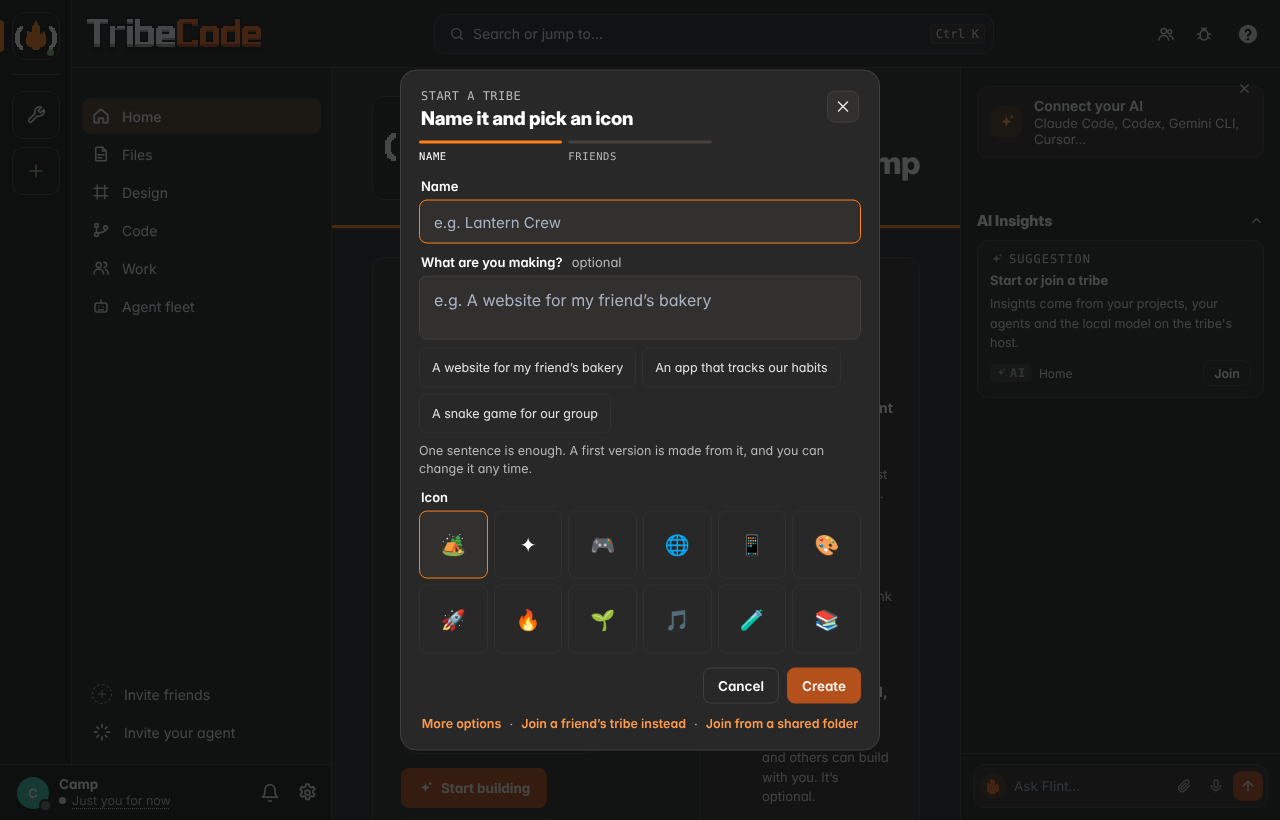 TribeCode
Search or jump to...
Ctrl K
Home
Files
Design
Code
Work
Agent fleet
Invite friends
Invite your agent
C
Camp
Just you for now
START A TRIBE
Name it and pick an icon
NAME
FRIENDS
Name
e.g. Lantern Crew
What are you making? optional
e.g. A website for my friend's bakery
A website for my friend's bakery
An app that tracks our habits
A snake game for our group
One sentence is enough. A first version is made from it, and you can
change it any time.
Icon
Cancel
Create
More options · Join a friend's tribe instead · Join from a shared folder
Start building
and others can build
with you. It's
optional.
Connect your AI
Claude Code, Codex, Gemini CLI,
Cursor...
AI Insights
SUGGESTION
Start or join a tribe
Insights come from your projects, your
agents and the local model on the tribe's
host.
AI
Home
Join
Ask Flint...